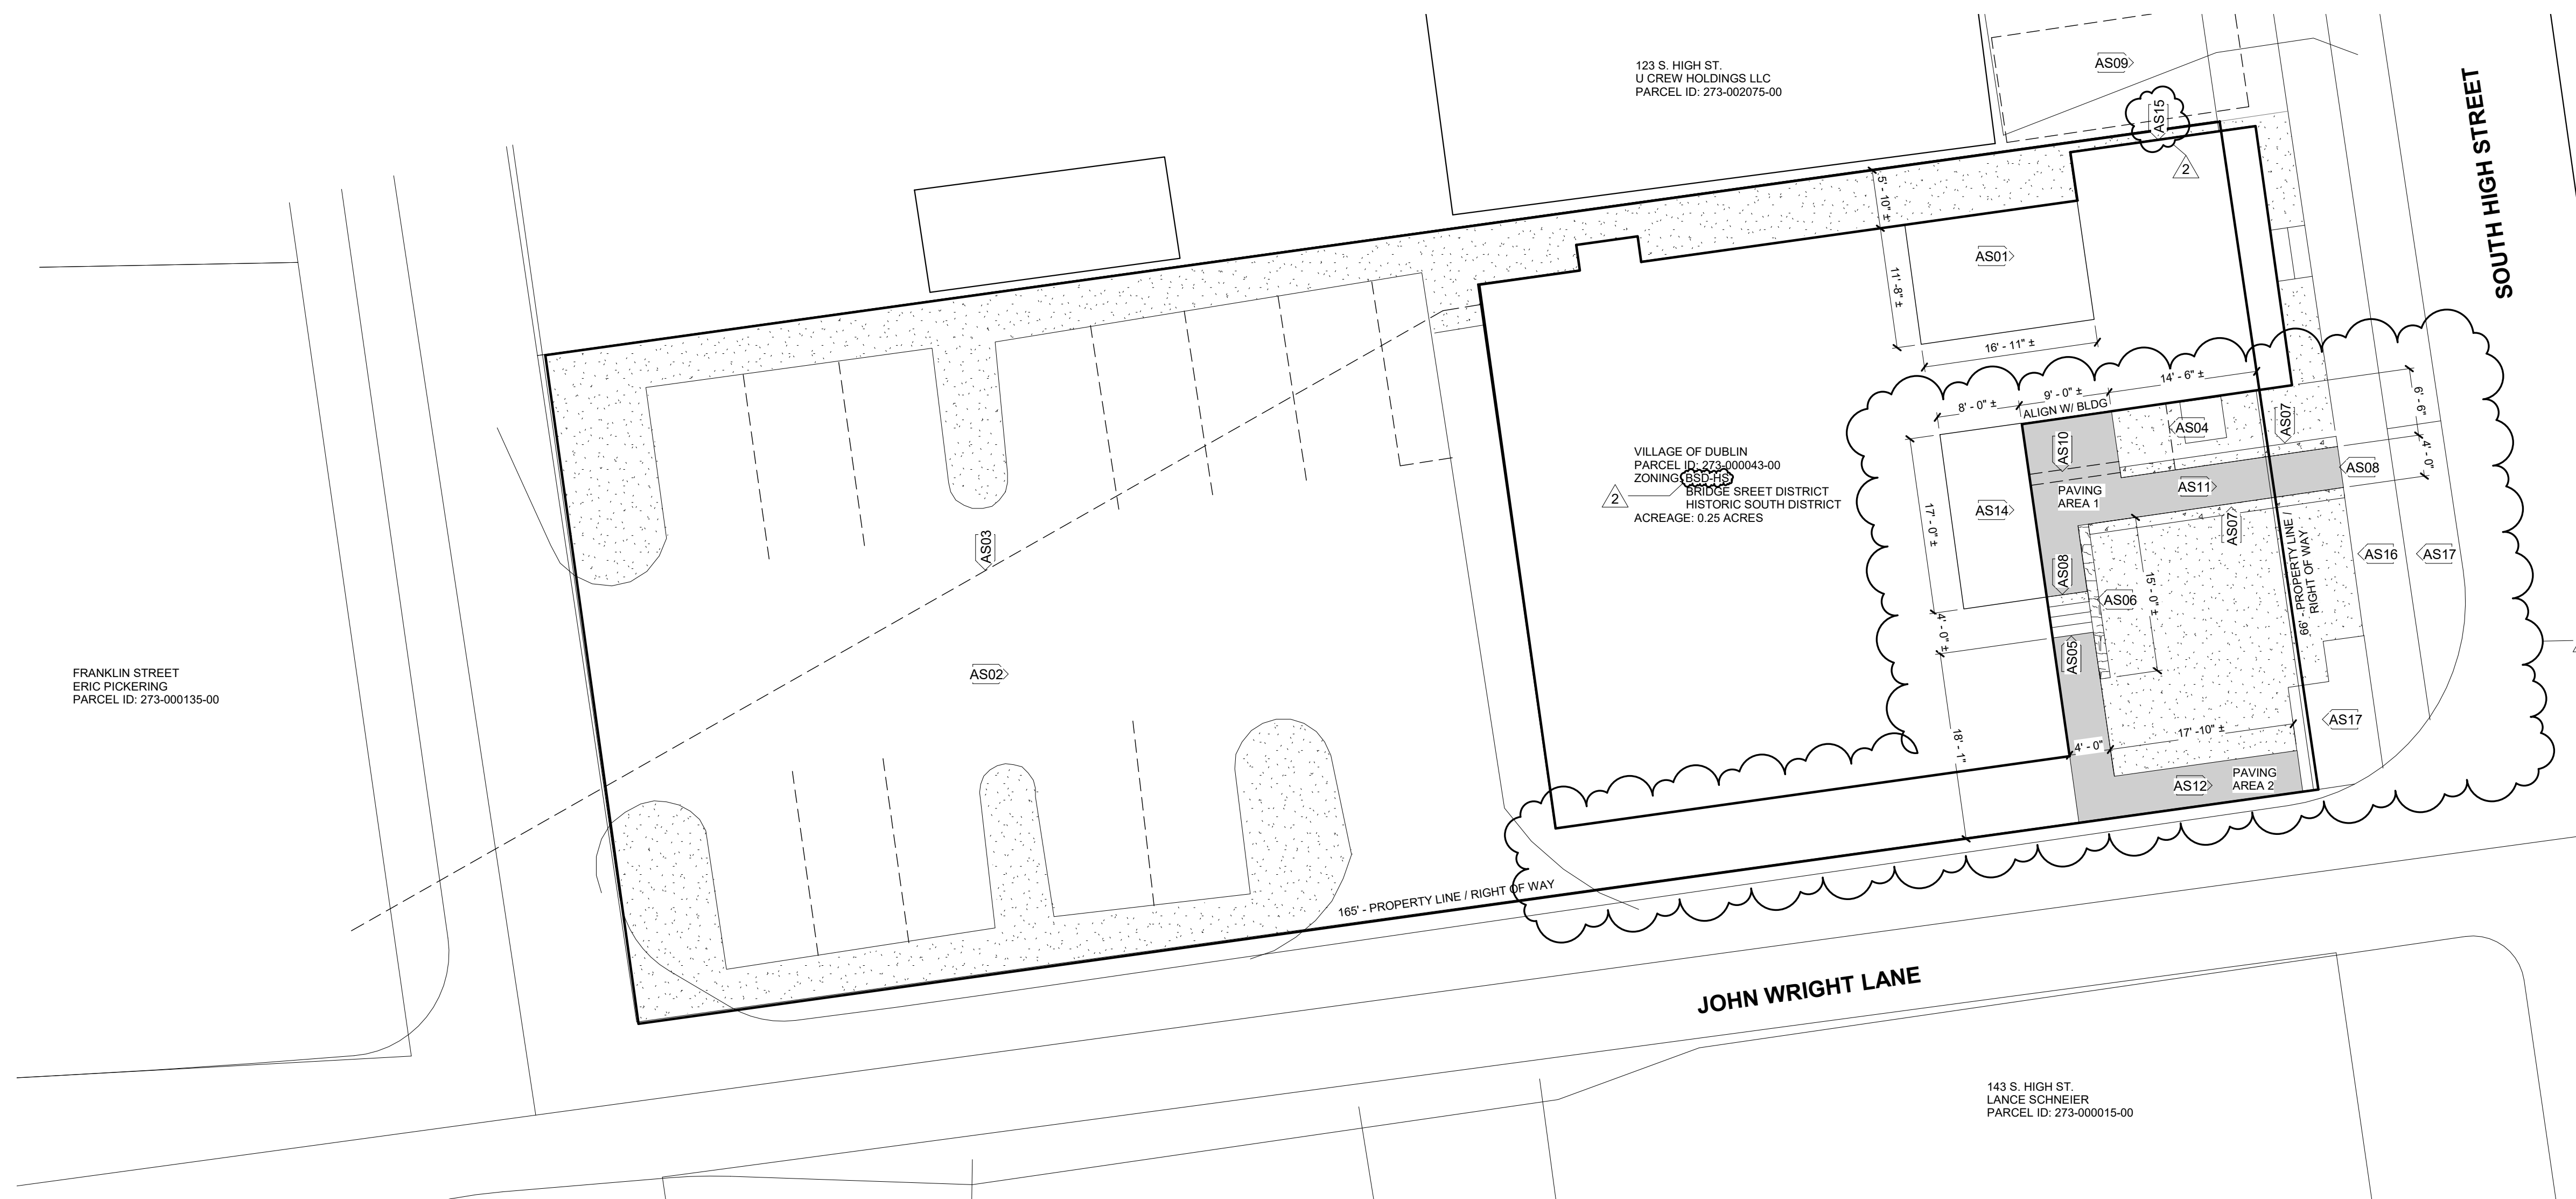 123 S. HIGH ST.
U CREW HOLDINGS LLC
PARCEL ID: 273-002075-00
AS09
AS15
2
SOUTH HIGH STREET
5' - 10" ±
AS01
11' -8" ±
16' - 11" ±
14' - 6" ±
9' - 0" ±
8' - 0" ±
ALIGN W/ BLDG
6' - 6"
4' - 0"
AS07
AS04
AS10
AS08
AS11
PAVING
AREA 1
VILLAGE OF DUBLIN
PARCEL ID: 273-000043-00
ZONING: BSD-HS
BRIDGE SREET DISTRICT
HISTORIC SOUTH DISTRICT
ACREAGE: 0.25 ACRES
2
AS14
17' - 0" ±
AS07
66' - PROPERTY LINE /
RIGHT OF WAY
AS16
AS17
AS03
AS08
AS06
15' - 0" ±
4' - 0" ±
AS05
AS02
FRANKLIN STREET
ERIC PICKERING
PARCEL ID: 273-000135-00
AS17
18' - 1"
4' - 0"
17' -10" ±
AS12
PAVING
AREA 2
165' - PROPERTY LINE / RIGHT OF WAY
JOHN WRIGHT LANE
143 S. HIGH ST.
LANCE SCHNEIER
PARCEL ID: 273-000015-00